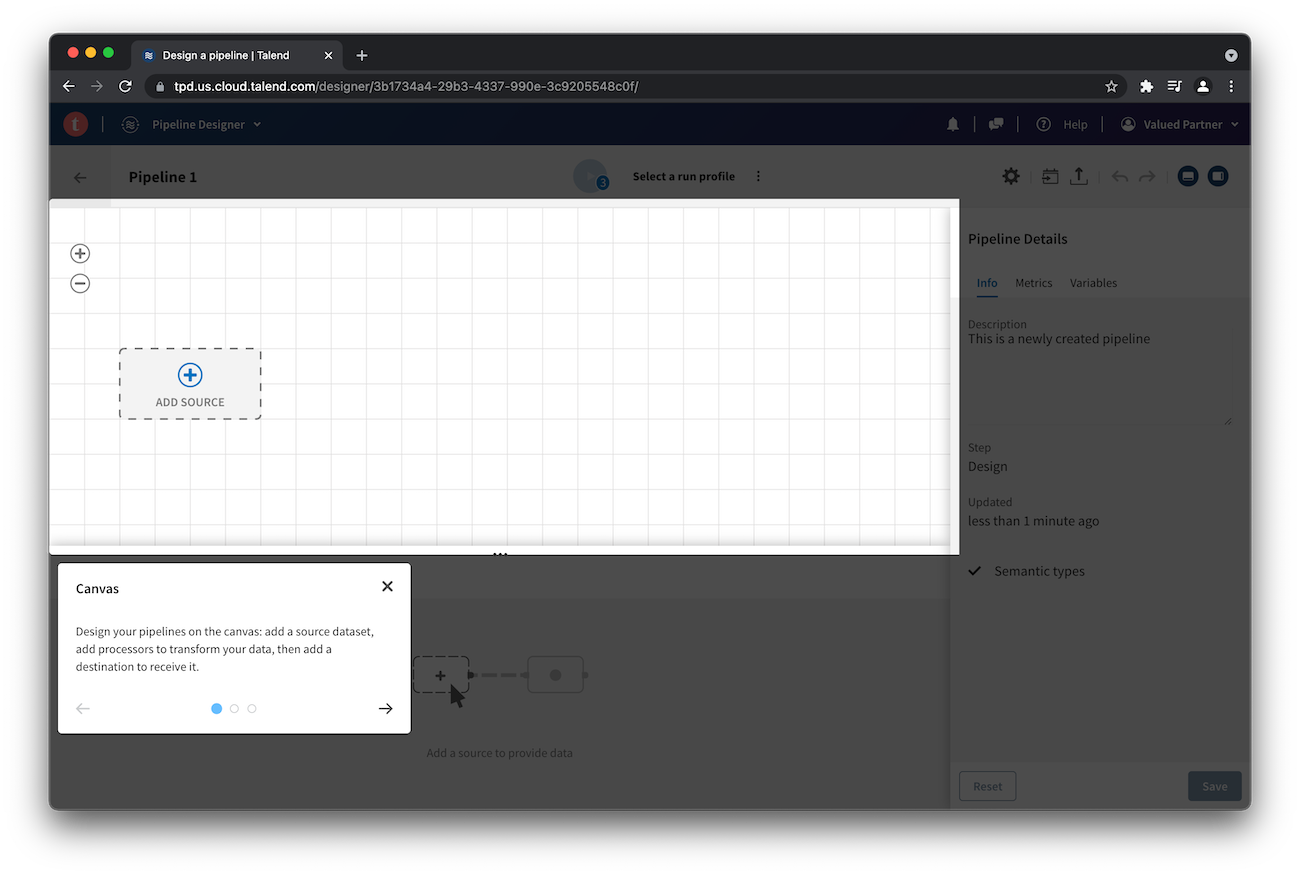 Design a pipeline | Talend
tpd.us.cloud.talend.com/designer/3b1734a4-29b3-4337-990e-3c9205548c0f/
t
Pipeline Designer
Help
Valued Partner
Pipeline 1
3
Select a run profile
ADD SOURCE
Pipeline Details
Info Metrics Variables
Description
This is a newly created pipeline
Step
Design
Updated
less than 1 minute ago
Semantic types
Canvas
Design your pipelines on the canvas: add a source dataset,
add processors to transform your data, then add a
destination to receive it.
Add a source to provide data
Reset
Save